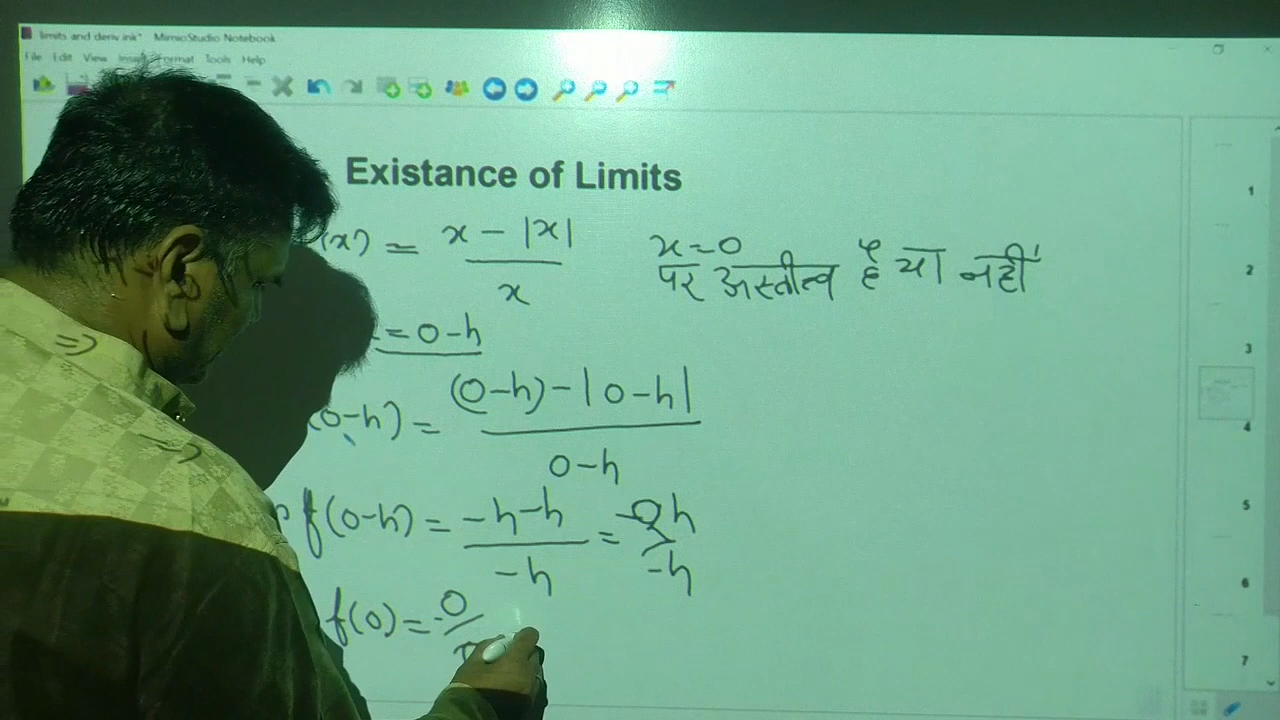 limits and deriv.ink* MimioStudio Notebook
File Edit View Insert Format Tools Help
Existance of Limits
(x) = x - |x| / x x=0
पर अस्तीत्व है या नहीं
= 0-h
⇒ (0-h) = (0-h) - |0-h| / 0-h
⇒ f(0-h) = -h-h / -h = -2h / -h
f(0) = 0/
1
2
3
4
5
6
7